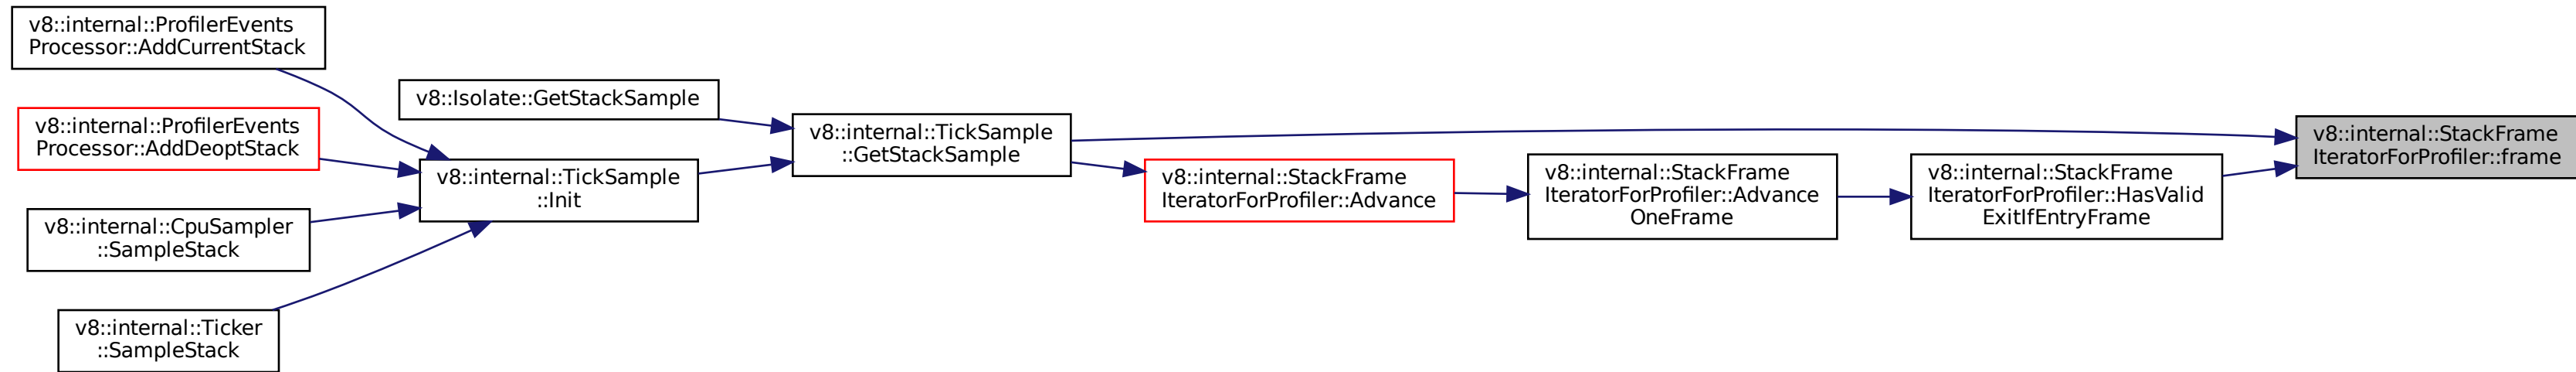 v8::internal::ProfilerEvents
Processor::AddCurrentStack
v8::internal::ProfilerEvents
Processor::AddDeoptStack
v8::internal::CpuSampler
::SampleStack
v8::internal::Ticker
::SampleStack
v8::Isolate::GetStackSample
v8::internal::TickSample
::Init
v8::internal::TickSample
::GetStackSample
v8::internal::StackFrame
IteratorForProfiler::Advance
v8::internal::StackFrame
IteratorForProfiler::Advance
OneFrame
v8::internal::StackFrame
IteratorForProfiler::HasValid
ExitIfEntryFrame
v8::internal::StackFrame
IteratorForProfiler::frame